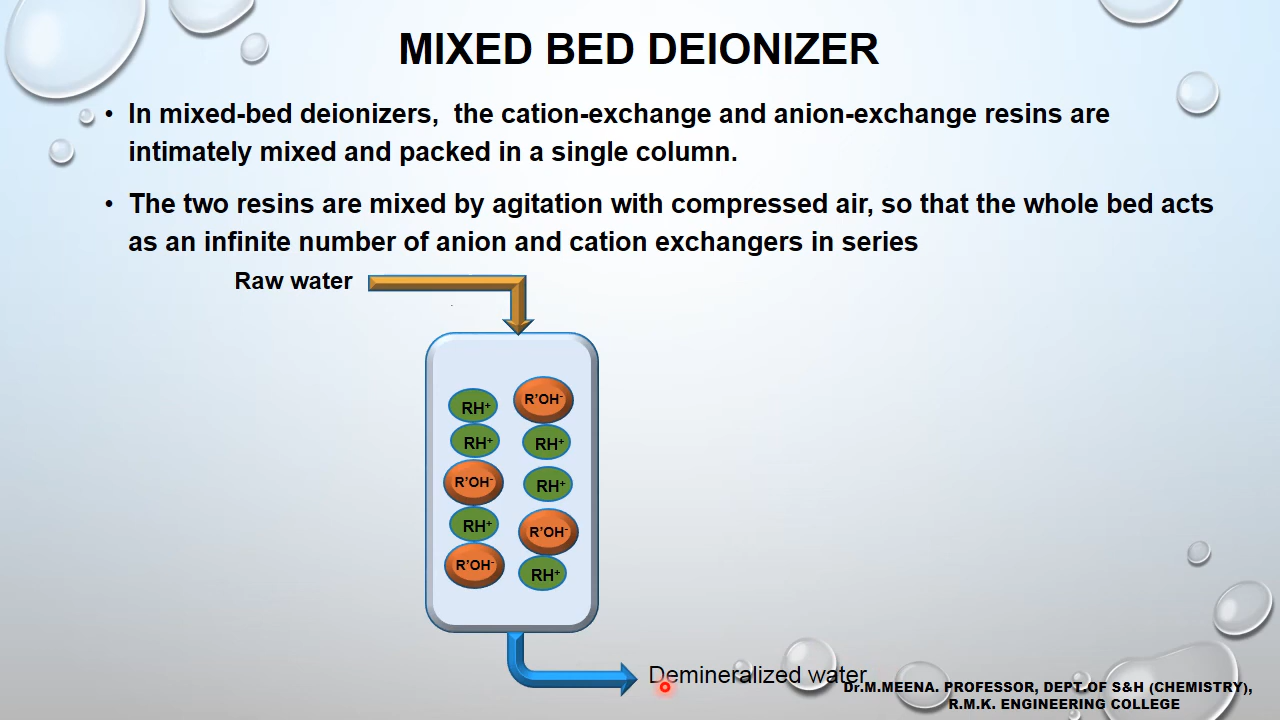 MIXED BED DEIONIZER
• In mixed-bed deionizers,  the cation-exchange and anion-exchange resins are
intimately mixed and packed in a single column.
• The two resins are mixed by agitation with compressed air, so that the whole bed acts
as an infinite number of anion and cation exchangers in series
Raw water
RH⁺ R’OH⁻
RH⁺ RH⁺
R’OH⁻ RH⁺
RH⁺ R’OH⁻
R’OH⁻ RH⁺
Demineralized water
Dr.M.MEENA. PROFESSOR, DEPT.OF S&H (CHEMISTRY),
R.M.K. ENGINEERING COLLEGE